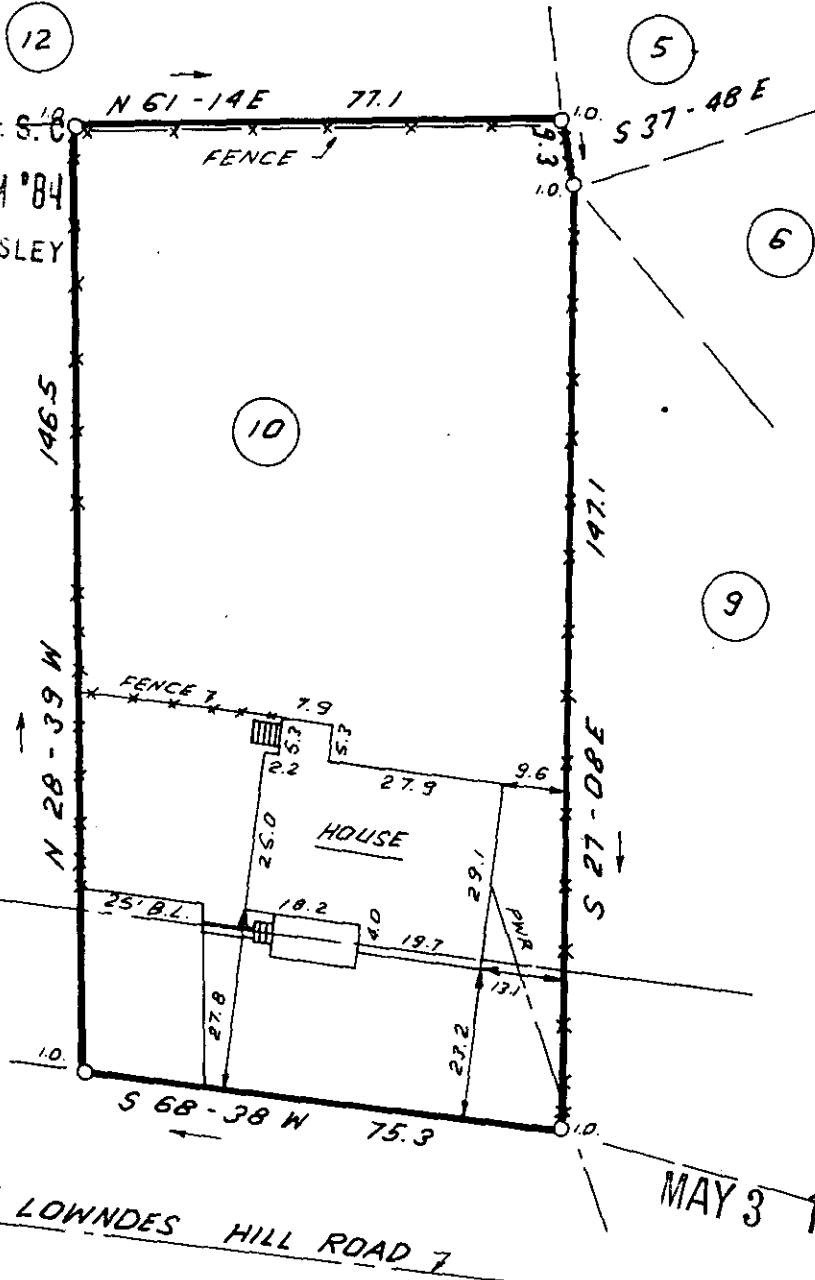 12
5
N 61-14E 77.1
I.O.
I.O.
S 37-48 E
S. C
FENCE
9.3
I.O.
M '84
SLEY
6
146.5
10
147.1
9
N 28-39 W
FENCE
7.9
5.3
5.3
2.2
27.9
9.6
S 27-08E
25.0
HOUSE
29.1
25' B.L.
18.2
4.0
19.7
PWR
13.1
27.8
23.2
I.O.
S 68-38 W 75.3
I.O.
MAY 3
LOWNDES HILL ROAD